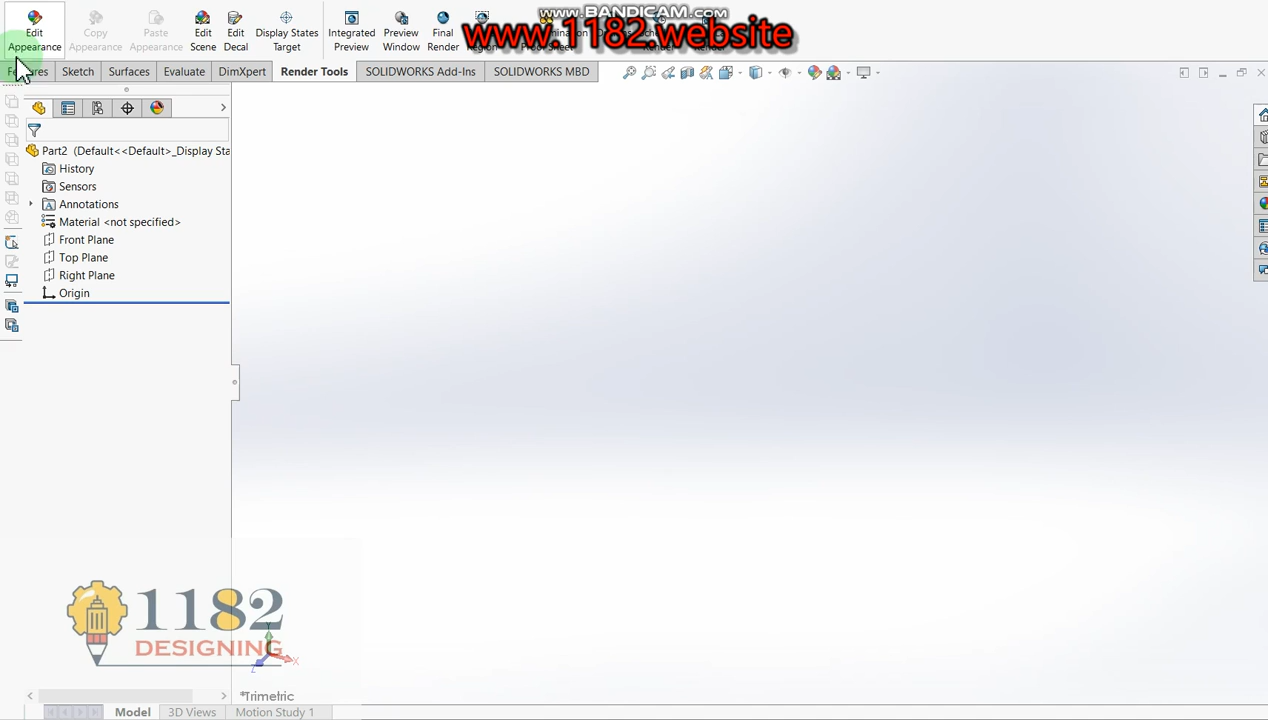 www.BANDICAM.com
www.1182.website
Edit Appearance
Copy Appearance
Paste Appearance
Edit Scene
Edit Decal
Display States Target
Integrated Preview
Preview Window
Final Render
Features
Sketch
Surfaces
Evaluate
DimXpert
Render Tools
SOLIDWORKS Add-Ins
SOLIDWORKS MBD
Part2 (Default<<Default>_Display Sta
History
Sensors
Annotations
Material <not specified>
Front Plane
Top Plane
Right Plane
Origin
1182
DESIGNING
Y
X
Z
*Trimetric
Model
3D Views
Motion Study 1